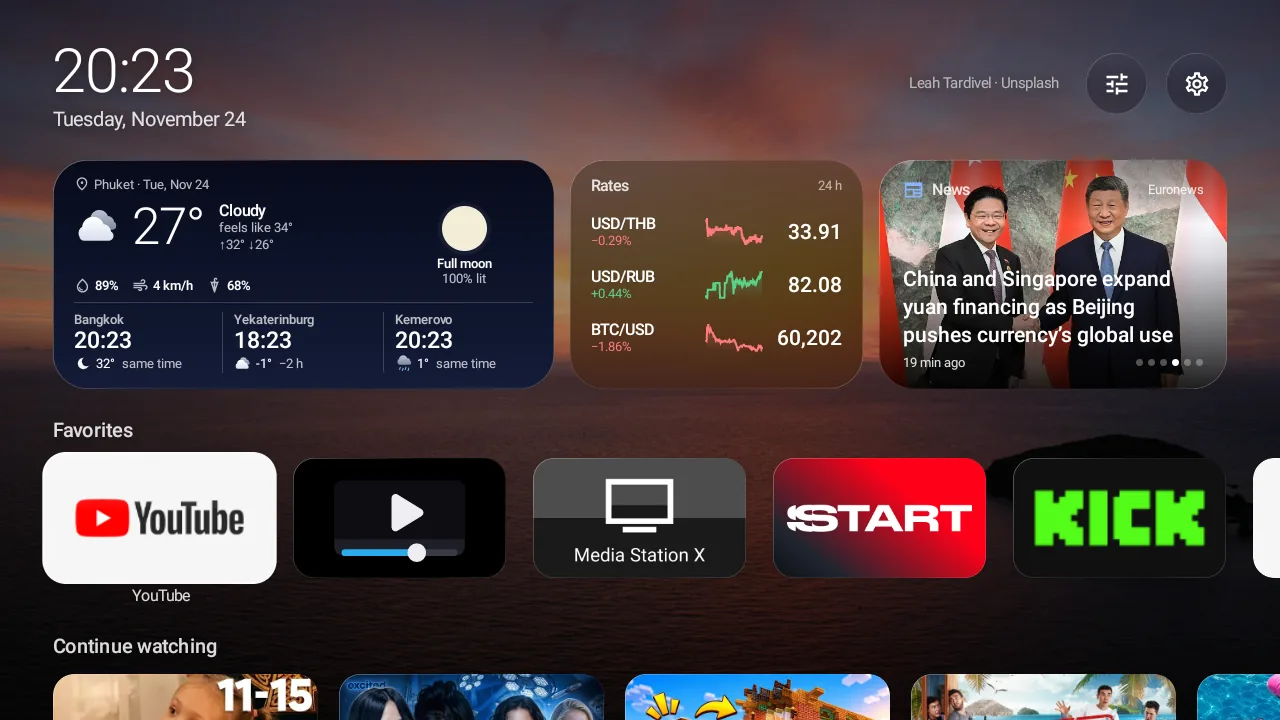 20:23
Tuesday, November 24
Leah Tardivel · Unsplash
Phuket · Tue, Nov 24
27°
Cloudy
feels like 34°
↑32° ↓26°
Full moon
100% lit
89% 4 km/h 68%
Bangkok
20:23
32° same time
Yekaterinburg
18:23
-1° −2 h
Kemerovo
20:23
1° same time
Rates 24 h
USD/THB
−0.29%
33.91
USD/RUB
+0.44%
82.08
BTC/USD
−1.86%
60,202
News Euronews
China and Singapore expand
yuan financing as Beijing
pushes currency’s global use
19 min ago
Favorites
YouTube
Media Station X
START
KICK
YouTube
Continue watching
11-15
excited